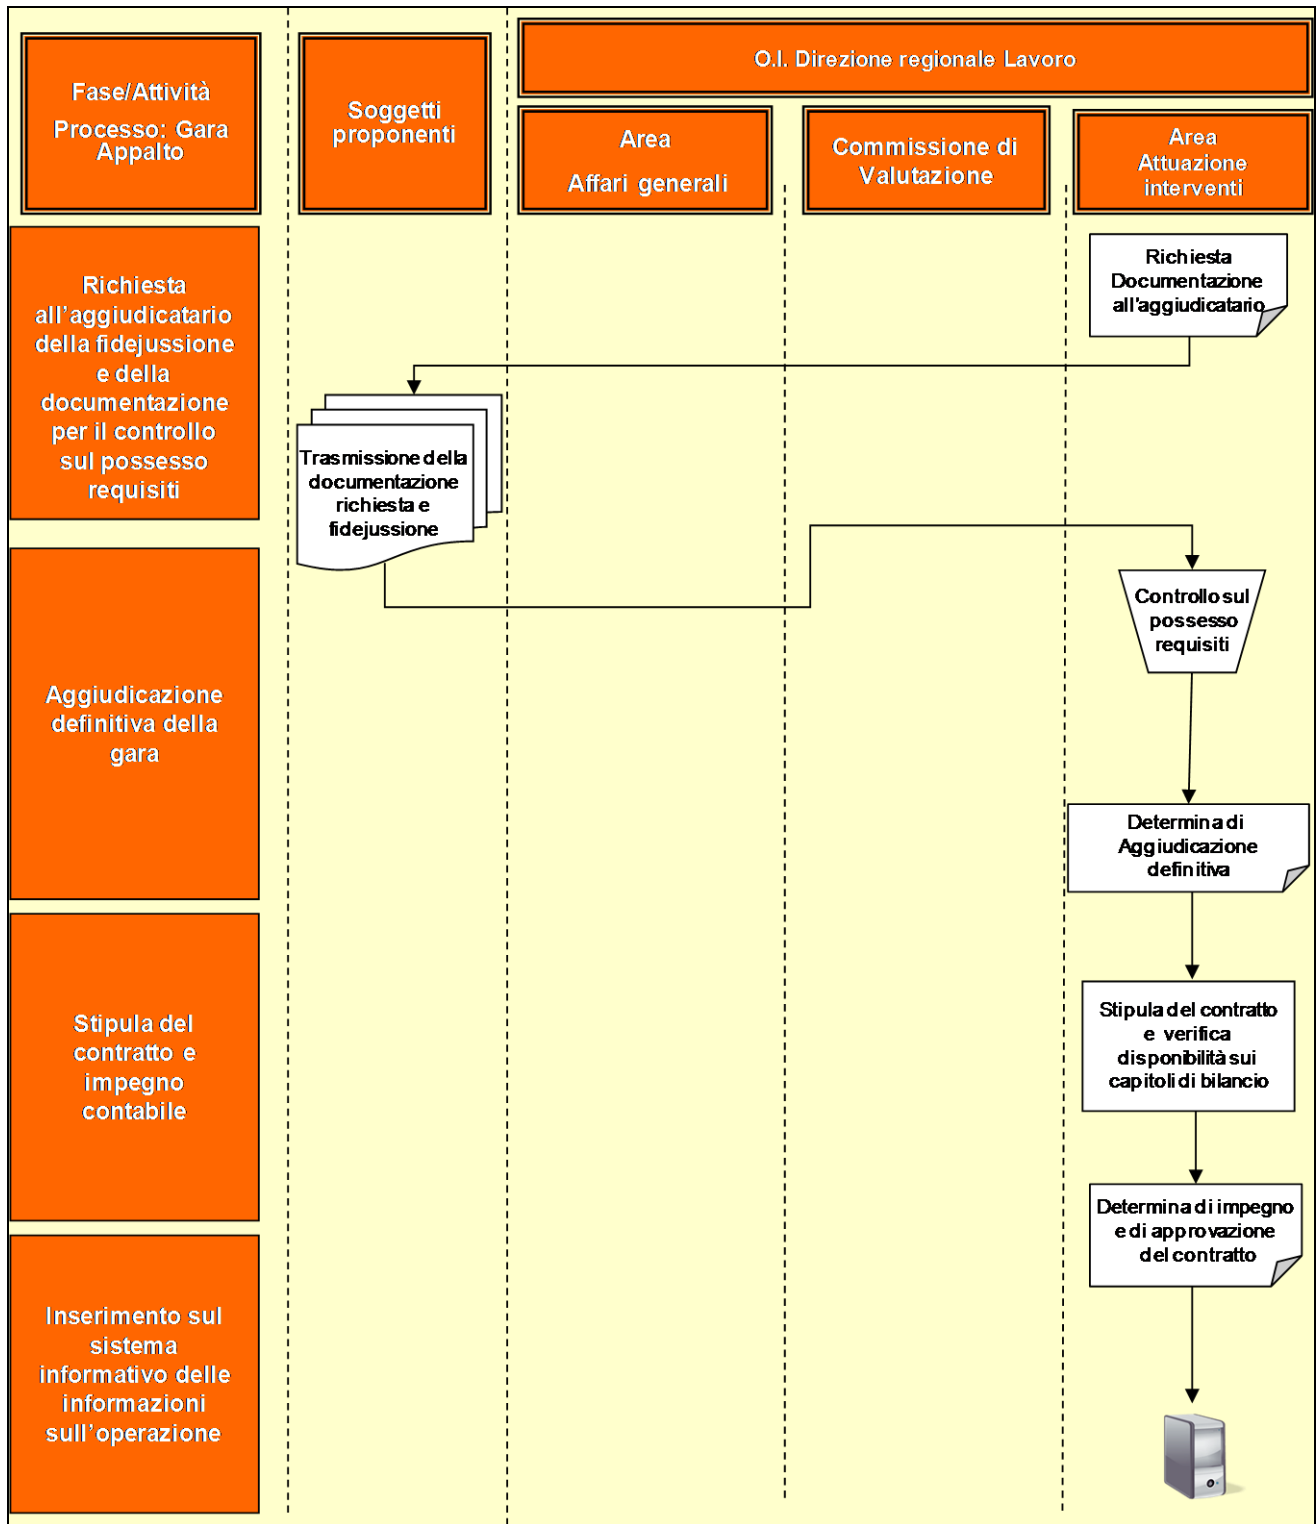 Fase/Attività
Processo: Gara
Appalto
Soggetti
proponenti
O.I. Direzione regionale Lavoro
Area
Affari generali
Commissione di
Valutazione
Area
Attuazione
interventi
Richiesta
all'aggiudicatario
della fidejussione
e della
documentazione
per il controllo
sul possesso
requisiti
Richiesta
Documentazione
all'aggiudicatario
Trasmissione della
documentazione
richiesta e
fidejussione
Aggiudicazione
definitiva della
gara
Controllo sul
possesso
requisiti
Determina di
Aggiudicazione
definitiva
Stipula del
contratto e
impegno
contabile
Stipula del contratto
e verifica
disponibilità sui
capitoli di bilancio
Determina di impegno
e di approvazione
del contratto
Inserimento sul
sistema
informativo delle
informazioni
sull'operazione